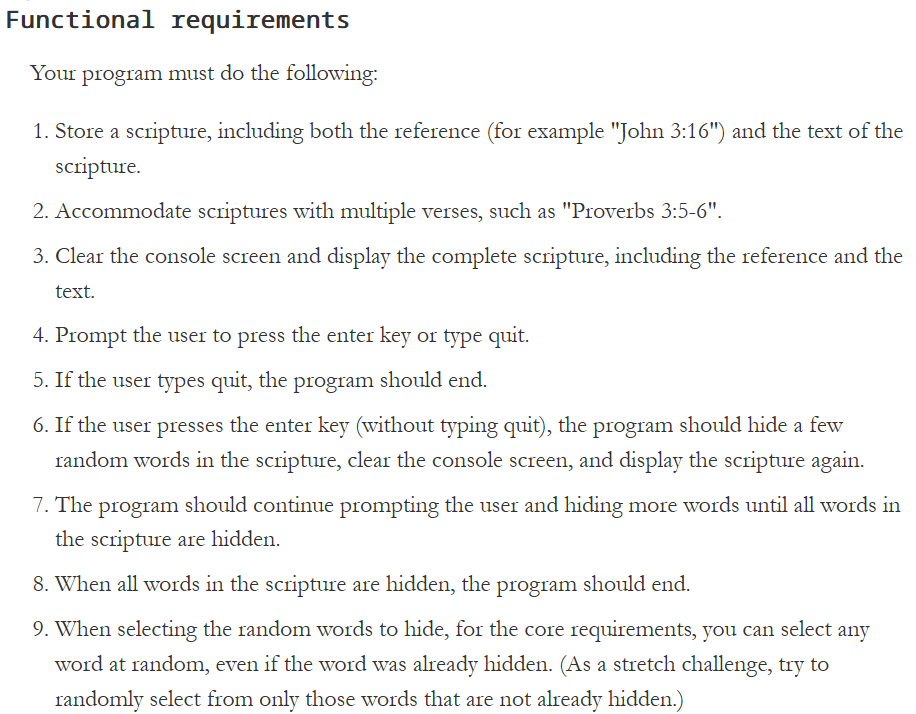 Functional requirements
Your program must do the following:
1. Store a scripture, including both the reference (for example "John 3:16") and the text of the
scripture.
2. Accommodate scriptures with multiple verses, such as "Proverbs 3:5-6".
3. Clear the console screen and display the complete scripture, including the reference and the
text.
4. Prompt the user to press the enter key or type quit.
5. If the user types quit, the program should end.
6. If the user presses the enter key (without typing quit), the program should hide a few
random words in the scripture, clear the console screen, and display the scripture again.
7. The program should continue prompting the user and hiding more words until all words in
the scripture are hidden.
8. When all words in the scripture are hidden, the program should end.
9. When selecting the random words to hide, for the core requirements, you can select any
word at random, even if the word was already hidden. (As a stretch challenge, try to
randomly select from only those words that are not already hidden.)